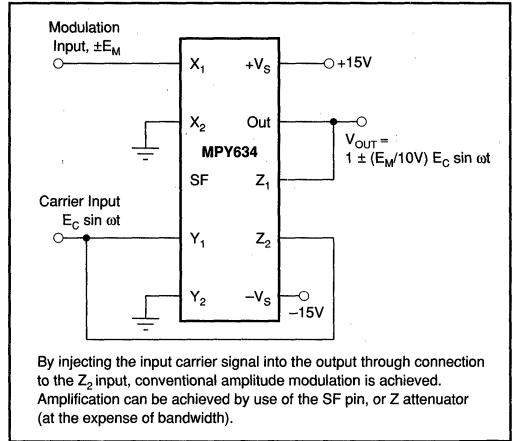 Modulation
Input, ±E_M
X₁
+V_S
+15V
X₂
Out
MPY634
V_OUT =
1 ± (E_M/10V) E_C sin ωt
SF
Z₁
Carrier Input
E_C sin ωt
Y₁
Z₂
Y₂
–V_S
–15V
By injecting the input carrier signal into the output through connection
to the Z₂ input, conventional amplitude modulation is achieved.
Amplification can be achieved by use of the SF pin, or Z attenuator
(at the expense of bandwidth).